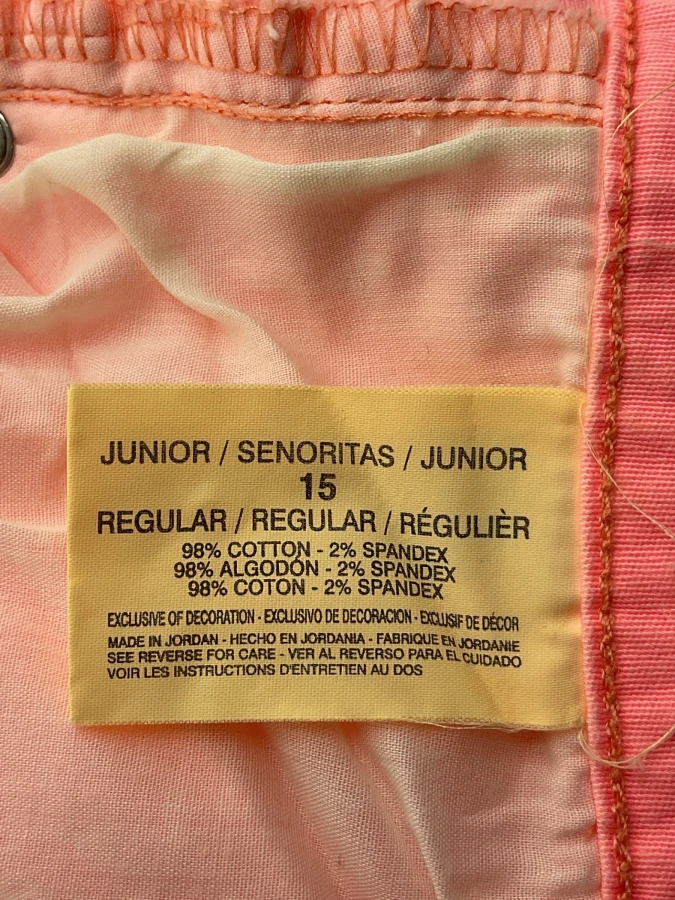 JUNIOR / SENORITAS / JUNIOR
15
REGULAR / REGULAR / RÉGULIÈR
98% COTTON - 2% SPANDEX
98% ALGODÓN - 2% SPANDEX
98% COTON - 2% SPANDEX
EXCLUSIVE OF DECORATION - EXCLUSIVO DE DECORACION - EXCLUSIF DE DÉCOR
MADE IN JORDAN - HECHO EN JORDANIA - FABRIQUE EN JORDANIE
SEE REVERSE FOR CARE - VER AL REVERSO PARA EL CUIDADO
VOIR LES INSTRUCTIONS D'ENTRETIEN AU DOS